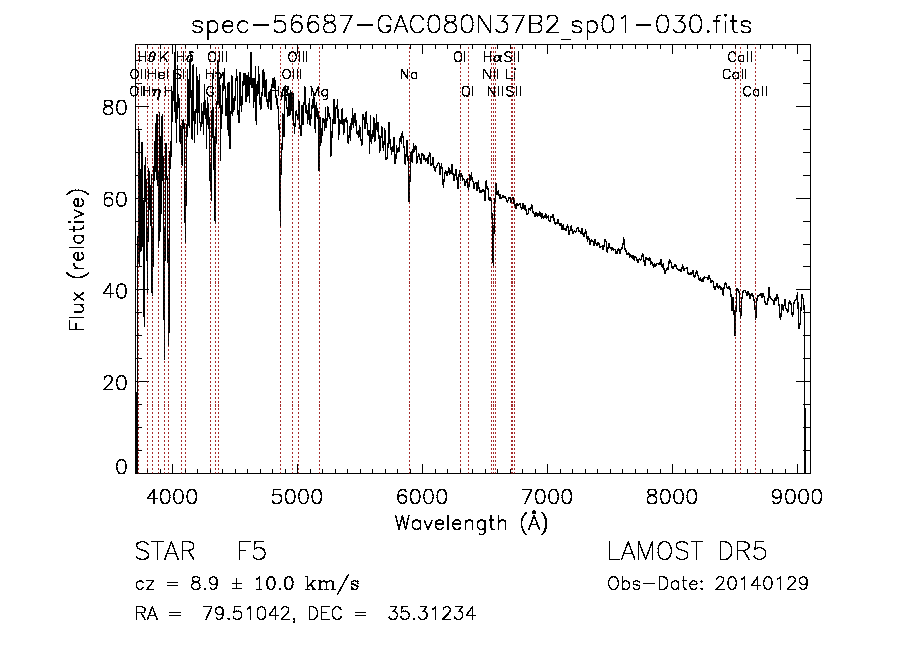 spec-56687-GAC080N37B2_sp01-030.fits
Hθ K Hδ OIII OIII OI Hα SII CaII
OII HeI SII Hγ OIII Na NII Li CaII
Hη H G Mg OI NII SII CaII
80
60
40
20
0
Flux (relative)
4000 5000 6000 7000 8000 9000
Wavelength (Å)
STAR F5 LAMOST DR5
cz = 8.9 ± 10.0 km/s Obs-Date: 20140129
RA = 79.51042, DEC = 35.31234